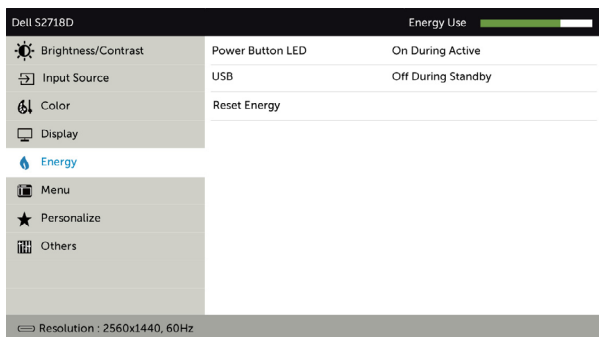 Dell S2718D Energy Use
Brightness/Contrast Power Button LED On During Active
Input Source USB Off During Standby
Color Reset Energy
Display
Energy
Menu
Personalize
Others
Resolution : 2560x1440, 60Hz